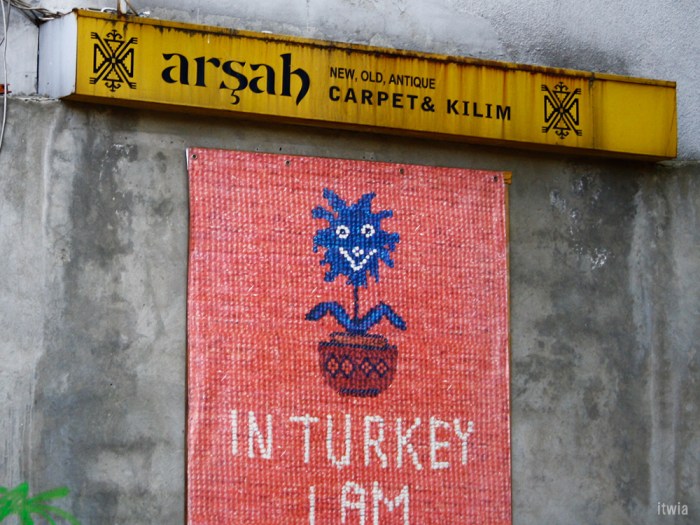 arşah
NEW, OLD, ANTIQUE
CARPET & KILIM
IN TURKEY
I AM
itwia